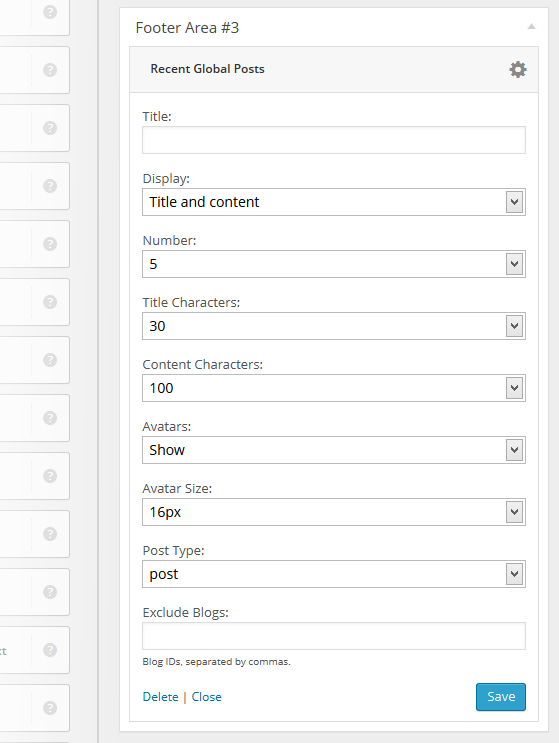 Footer Area #3
Recent Global Posts
Title:
Display:
Title and content
Number:
5
Title Characters:
30
Content Characters:
100
Avatars:
Show
Avatar Size:
16px
Post Type:
post
Exclude Blogs:
Blog IDs, separated by commas.
Delete | Close
Save